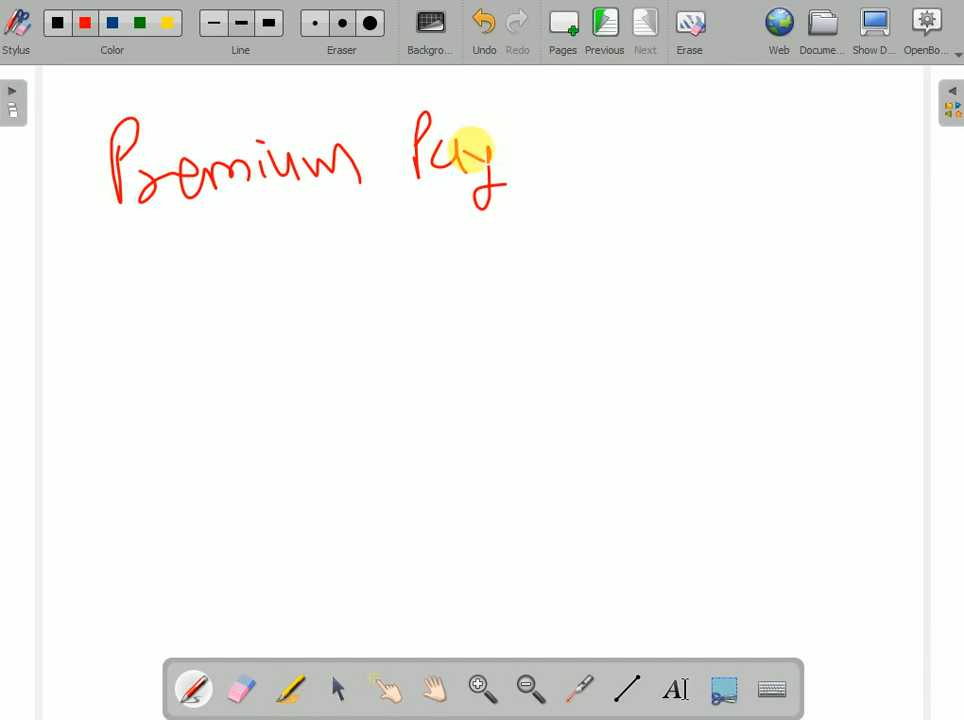 Stylus Color Line Eraser Backgro... Undo Redo Pages Previous Next Erase Web Docume... Show D... OpenBo...
Premium Pay
A